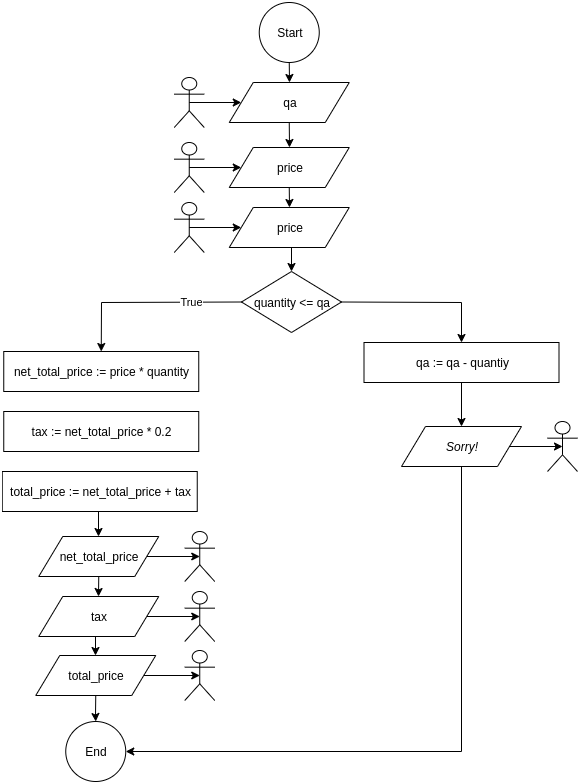 Start
qa
price
price
quantity <= qa
True
net_total_price := price * quantity
qa := qa - quantiy
tax := net_total_price * 0.2
Sorry!
total_price := net_total_price + tax
net_total_price
tax
total_price
End